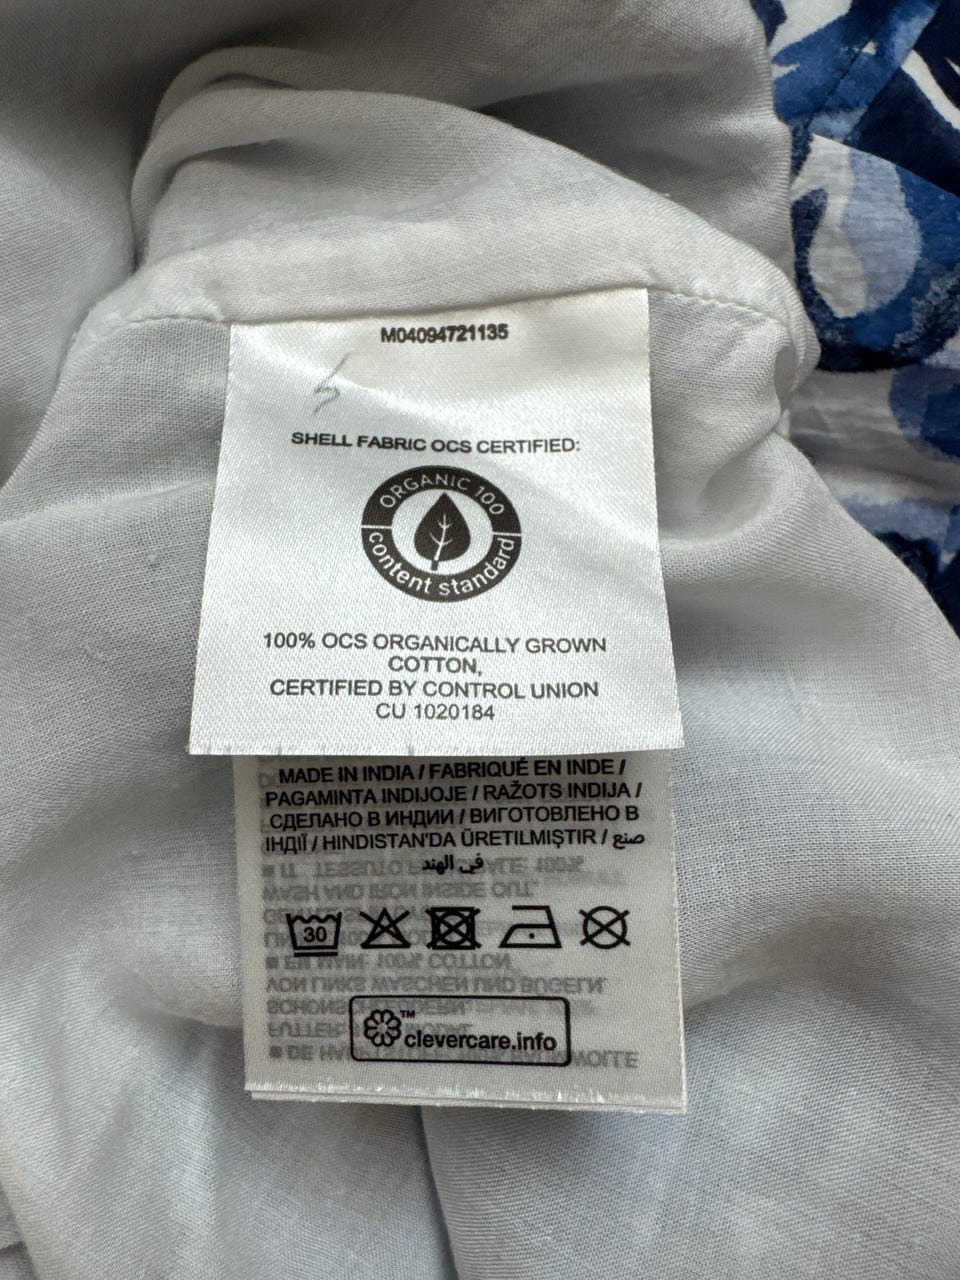 M04094721135
SHELL FABRIC OCS CERTIFIED:
ORGANIC 100
content standard
100% OCS ORGANICALLY GROWN
COTTON,
CERTIFIED BY CONTROL UNION
CU 1020184
MADE IN INDIA / FABRIQUÉ EN INDE /
PAGAMINTA INDIJOJE / RAŽOTS INDIJA /
СДЕЛАНО В ИНДИИ / ВИГОТОВЛЕНО В
ІНДІЇ / HINDISTAN'DA ÜRETILMIŞTIR / صنع
في الهند
30
™
clevercare.info